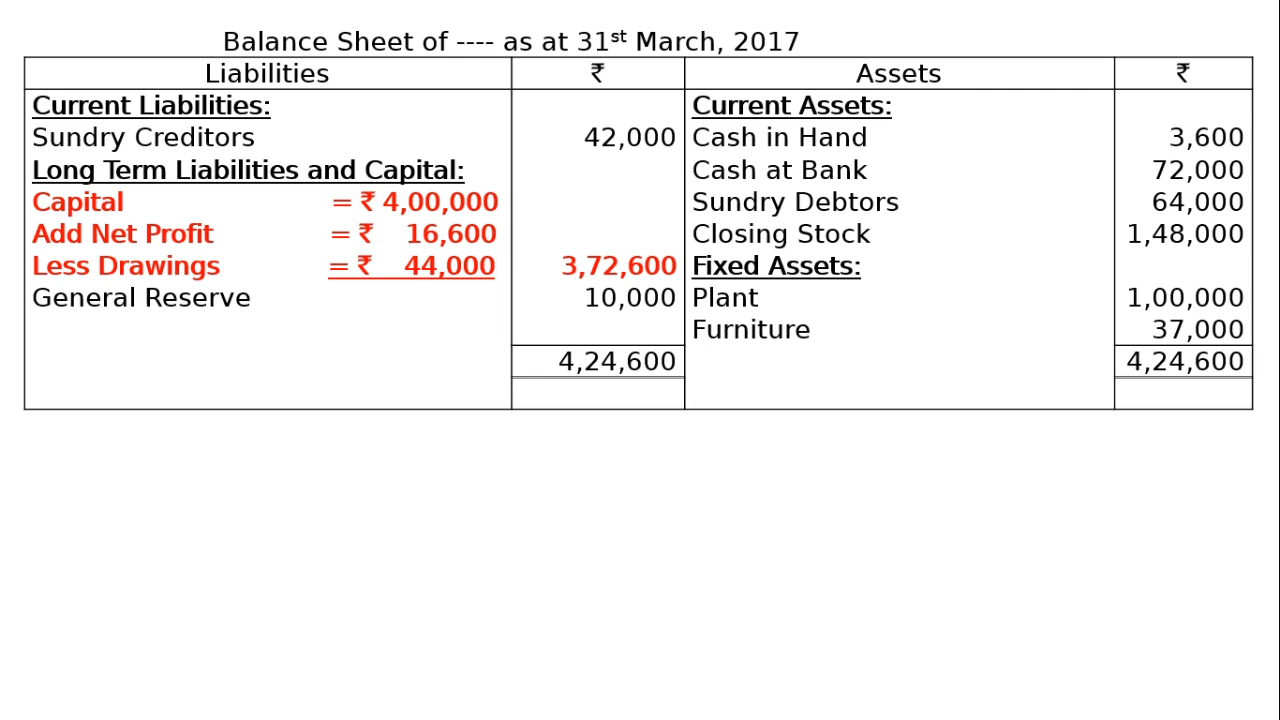 Balance Sheet of ---- as at 31st March, 2017
Liabilities ₹ Assets ₹
Current Liabilities: Current Assets:
Sundry Creditors 42,000 Cash in Hand 3,600
Long Term Liabilities and Capital: Cash at Bank 72,000
Capital = ₹ 4,00,000 Sundry Debtors 64,000
Add Net Profit = ₹ 16,600 Closing Stock 1,48,000
Less Drawings = ₹ 44,000 3,72,600 Fixed Assets:
General Reserve 10,000 Plant 1,00,000
Furniture 37,000
4,24,600 4,24,600